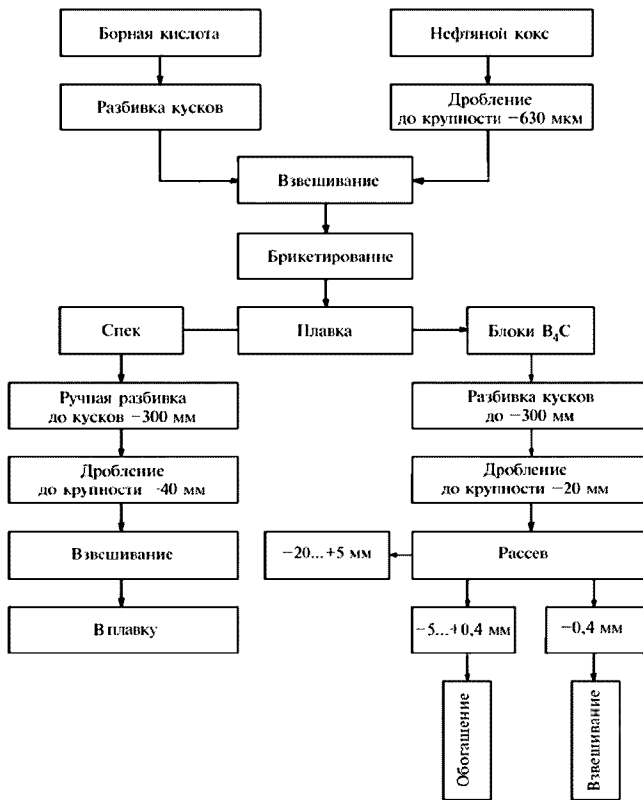 Борная кислота
Нефтяной кокс
Разбивка кусков
Дробление
до крупности −630 мкм
Взвешивание
Брикетирование
Спек
Плавка
Блоки B₄C
Ручная разбивка
до кусков −300 мм
Разбивка кусков
до −300 мм
Дробление
до крупности -40 мм
Дробление
до крупности −20 мм
Взвешивание
−20...+5 мм
Рассев
В плавку
−5...+0,4 мм
−0,4 мм
Обогащение
Взвешивание